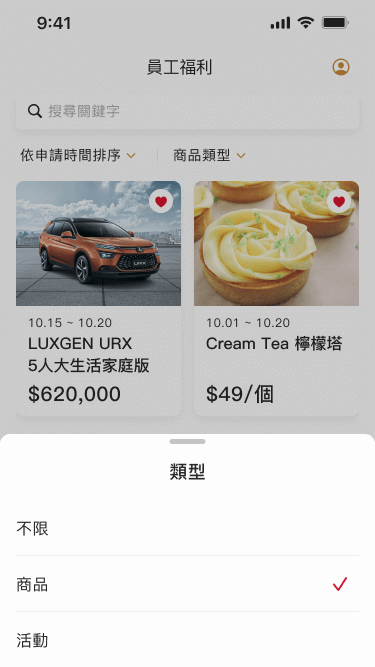 9:41
員工福利
搜尋關鍵字
依申請時間排序
商品類型
10.15 ~ 10.20
LUXGEN URX
5人大生活家庭版
$620,000
10.01 ~ 10.20
Cream Tea 檸檬塔
$49/個
類型
不限
商品
活動